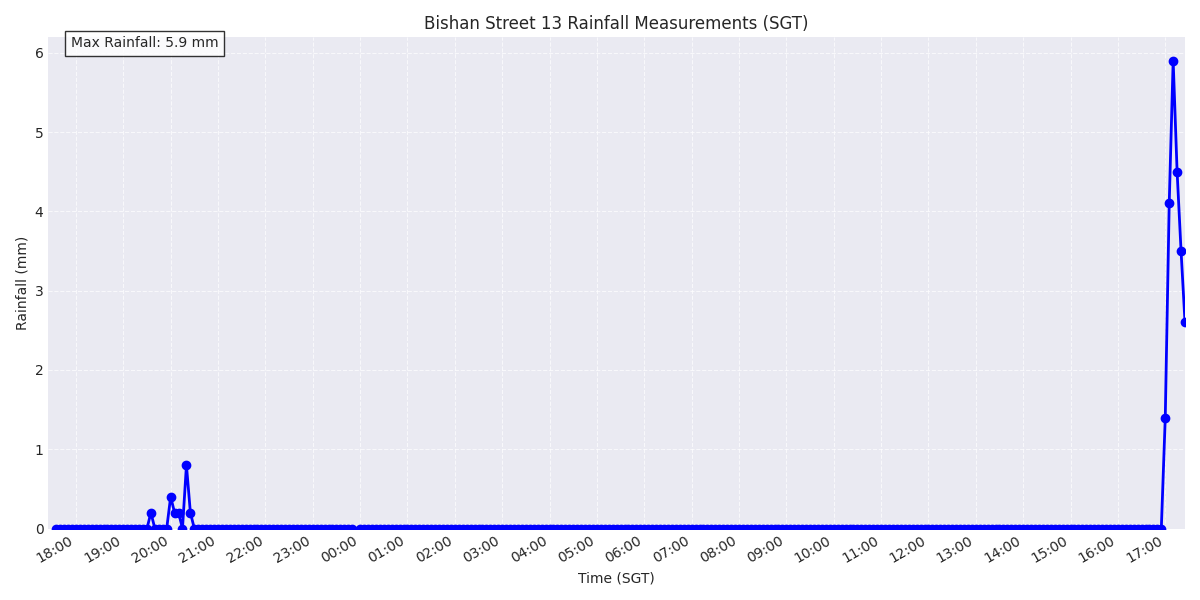 Bishan Street 13 Rainfall Measurements (SGT)
Max Rainfall: 5.9 mm
6
5
4
3
2
1
0
Rainfall (mm)
18:00 19:00 20:00 21:00 22:00 23:00 00:00 01:00 02:00 03:00 04:00 05:00 06:00 07:00 08:00 09:00 10:00 11:00 12:00 13:00 14:00 15:00 16:00 17:00
Time (SGT)